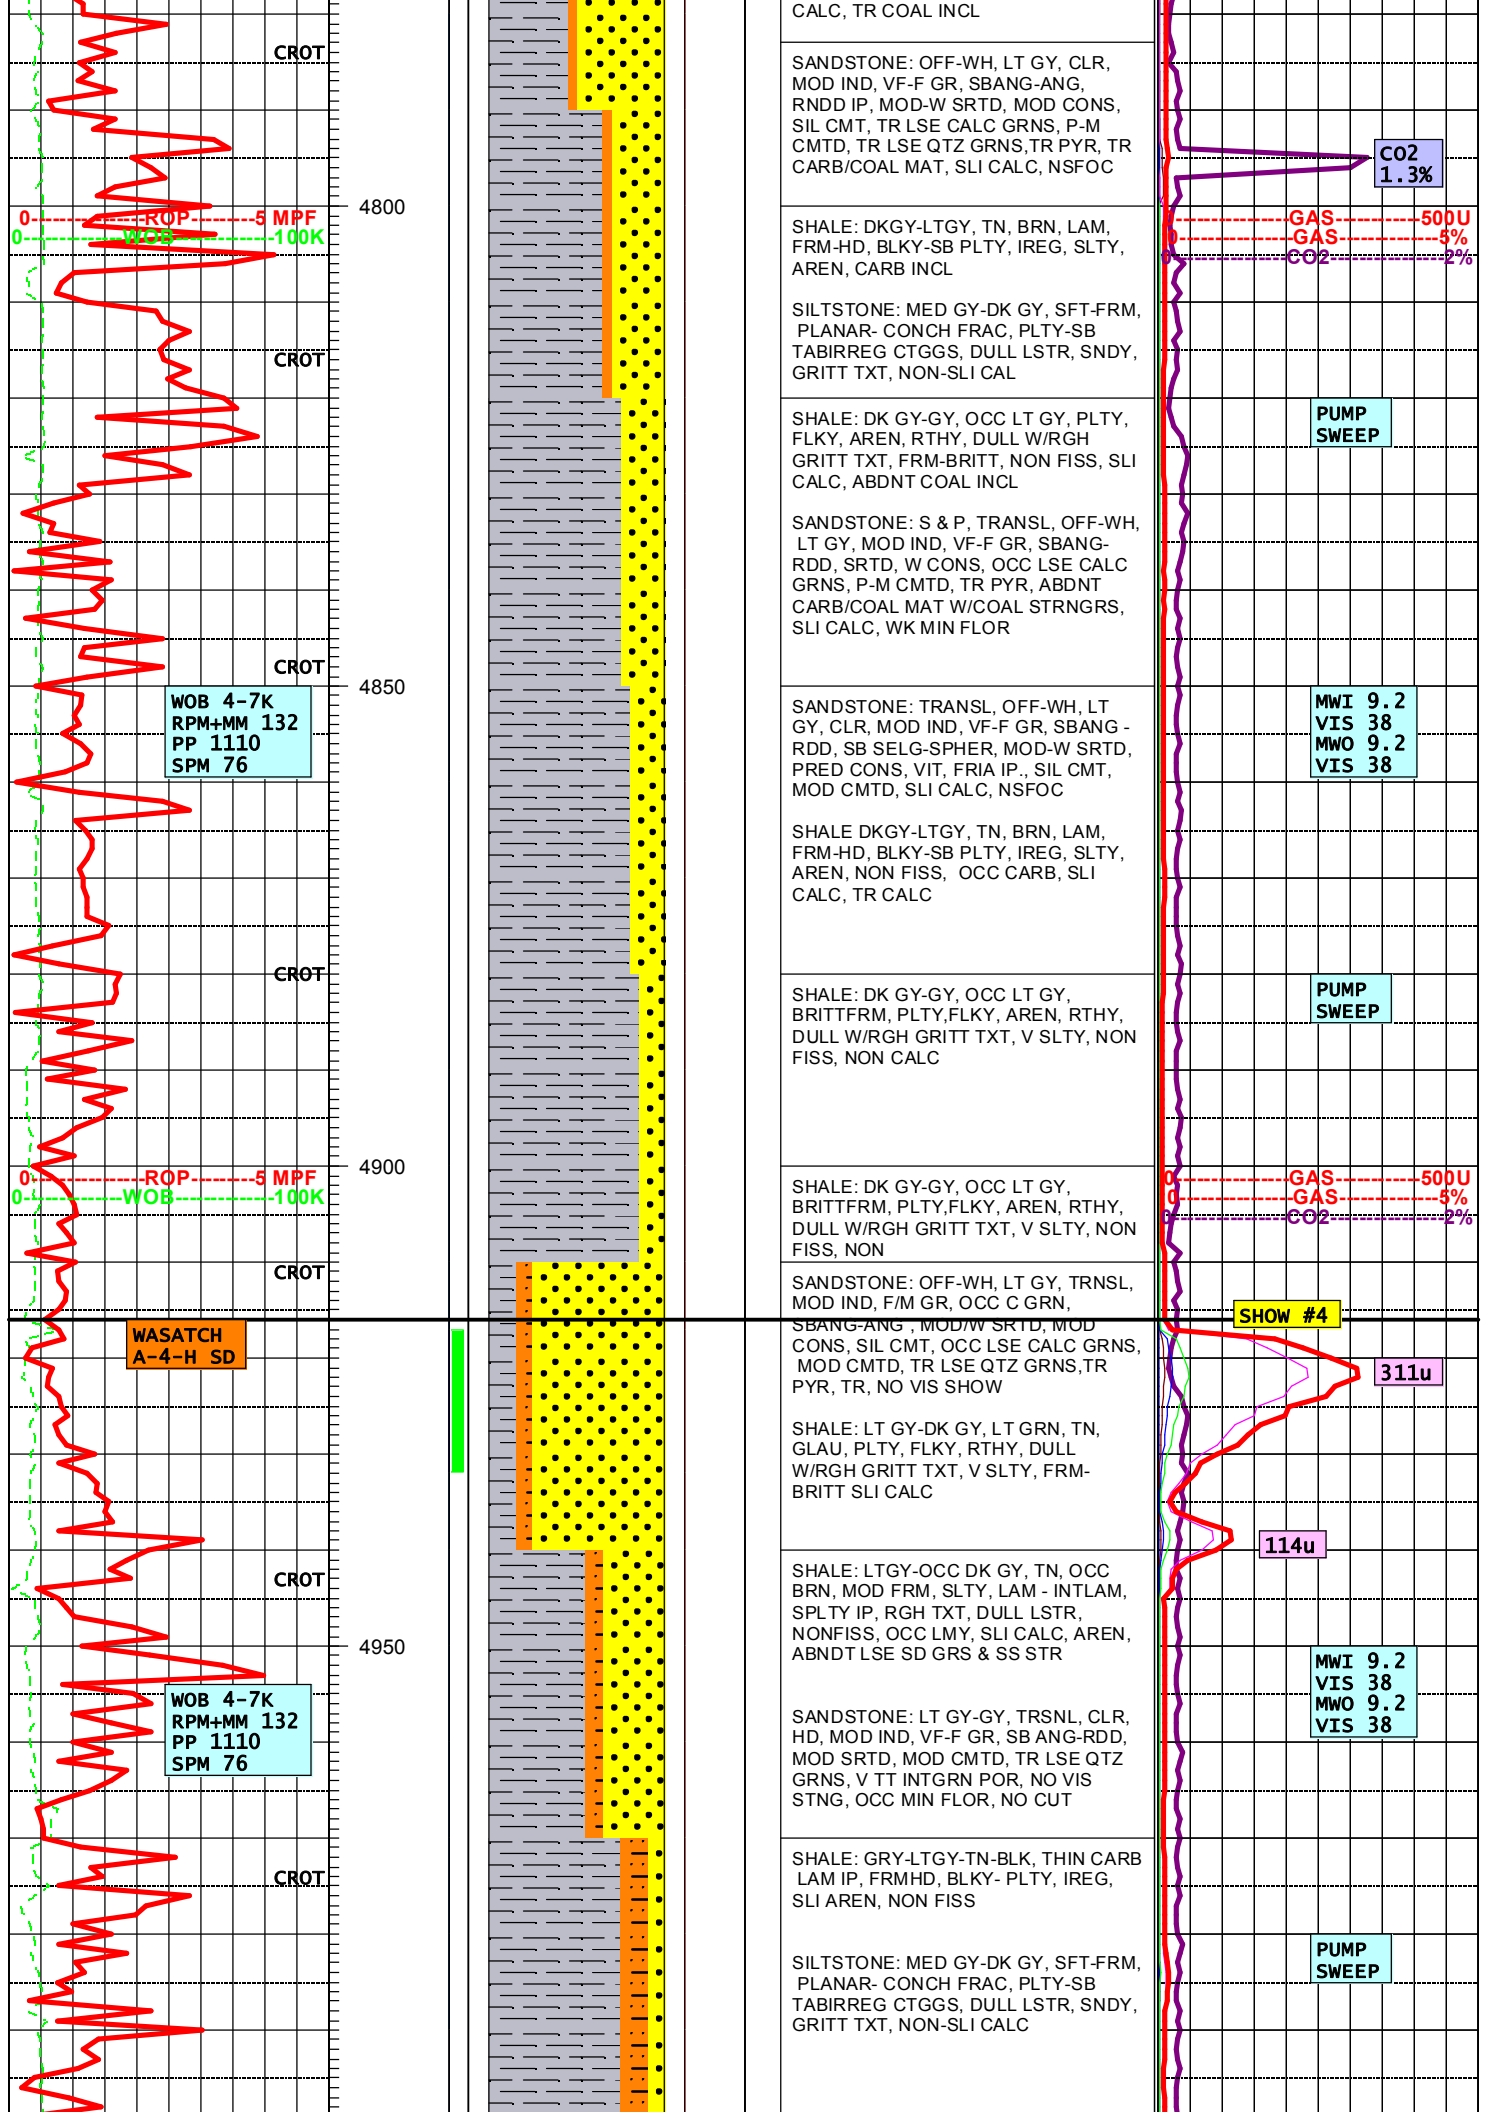 CALC, TR COAL INCL
CROT
SANDSTONE: OFF-WH, LT GY, CLR,
MOD IND, VF-F GR, SBANG-ANG,
RNDD IP, MOD-W SRTD, MOD CONS,
SIL CMT, TR LSE CALC GRNS, P-M
CMTD, TR LSE QTZ GRNS,TR PYR, TR
CARB/COAL MAT, SLI CALC, NSFOC
CO2
1.3%
4800
0 ROP 5 MPF
0 WOB 100K
SHALE: DKGY-LTGY, TN, BRN, LAM,
FRM-HD, BLKY-SB PLTY, IREG, SLTY,
AREN, CARB INCL
0 GAS 500U
0 GAS 5%
0 CO2 2%
SILTSTONE: MED GY-DK GY, SFT-FRM,
PLANAR- CONCH FRAC, PLTY-SB
TABIRREG CTGGS, DULL LSTR, SNDY,
GRITT TXT, NON-SLI CAL
CROT
SHALE: DK GY-GY, OCC LT GY, PLTY,
FLKY, AREN, RTHY, DULL W/RGH
GRITT TXT, FRM-BRITT, NON FISS, SLI
CALC, ABDNT COAL INCL
PUMP
SWEEP
SANDSTONE: S & P, TRANSL, OFF-WH,
LT GY, MOD IND, VF-F GR, SBANG-
RDD, SRTD, W CONS, OCC LSE CALC
GRNS, P-M CMTD, TR PYR, ABDNT
CARB/COAL MAT W/COAL STRNGRS,
SLI CALC, WK MIN FLOR
CROT
4850
WOB 4-7K
RPM+MM 132
PP 1110
SPM 76
SANDSTONE: TRANSL, OFF-WH, LT
GY, CLR, MOD IND, VF-F GR, SBANG -
RDD, SB SELG-SPHER, MOD-W SRTD,
PRED CONS, VIT, FRIA IP., SIL CMT,
MOD CMTD, SLI CALC, NSFOC
MWI 9.2
VIS 38
MWO 9.2
VIS 38
SHALE DKGY-LTGY, TN, BRN, LAM,
FRM-HD, BLKY-SB PLTY, IREG, SLTY,
AREN, NON FISS, OCC CARB, SLI
CALC, TR CALC
CROT
SHALE: DK GY-GY, OCC LT GY,
BRITTFRM, PLTY,FLKY, AREN, RTHY,
DULL W/RGH GRITT TXT, V SLTY, NON
FISS, NON CALC
PUMP
SWEEP
4900
0 ROP 5 MPF
0 WOB 100K
SHALE: DK GY-GY, OCC LT GY,
BRITTFRM, PLTY,FLKY, AREN, RTHY,
DULL W/RGH GRITT TXT, V SLTY, NON
FISS, NON
0 GAS 500U
0 GAS 5%
0 CO2 2%
CROT
SANDSTONE: OFF-WH, LT GY, TRNSL,
MOD IND, F/M GR, OCC C GRN,
SBANG-ANG , MOD/W SRTD, MOD
CONS, SIL CMT, OCC LSE CALC GRNS,
MOD CMTD, TR LSE QTZ GRNS,TR
PYR, TR, NO VIS SHOW
SHOW #4
WASATCH
A-4-H SD
311u
SHALE: LT GY-DK GY, LT GRN, TN,
GLAU, PLTY, FLKY, RTHY, DULL
W/RGH GRITT TXT, V SLTY, FRM-
BRITT SLI CALC
114u
CROT
SHALE: LTGY-OCC DK GY, TN, OCC
BRN, MOD FRM, SLTY, LAM - INTLAM,
SPLTY IP, RGH TXT, DULL LSTR,
NONFISS, OCC LMY, SLI CALC, AREN,
ABNDT LSE SD GRS & SS STR
4950
WOB 4-7K
RPM+MM 132
PP 1110
SPM 76
MWI 9.2
VIS 38
MWO 9.2
VIS 38
SANDSTONE: LT GY-GY, TRSNL, CLR,
HD, MOD IND, VF-F GR, SB ANG-RDD,
MOD SRTD, MOD CMTD, TR LSE QTZ
GRNS, V TT INTGRN POR, NO VIS
STNG, OCC MIN FLOR, NO CUT
CROT
SHALE: GRY-LTGY-TN-BLK, THIN CARB
LAM IP, FRMHD, BLKY- PLTY, IREG,
SLI AREN, NON FISS
PUMP
SWEEP
SILTSTONE: MED GY-DK GY, SFT-FRM,
PLANAR- CONCH FRAC, PLTY-SB
TABIRREG CTGGS, DULL LSTR, SNDY,
GRITT TXT, NON-SLI CALC